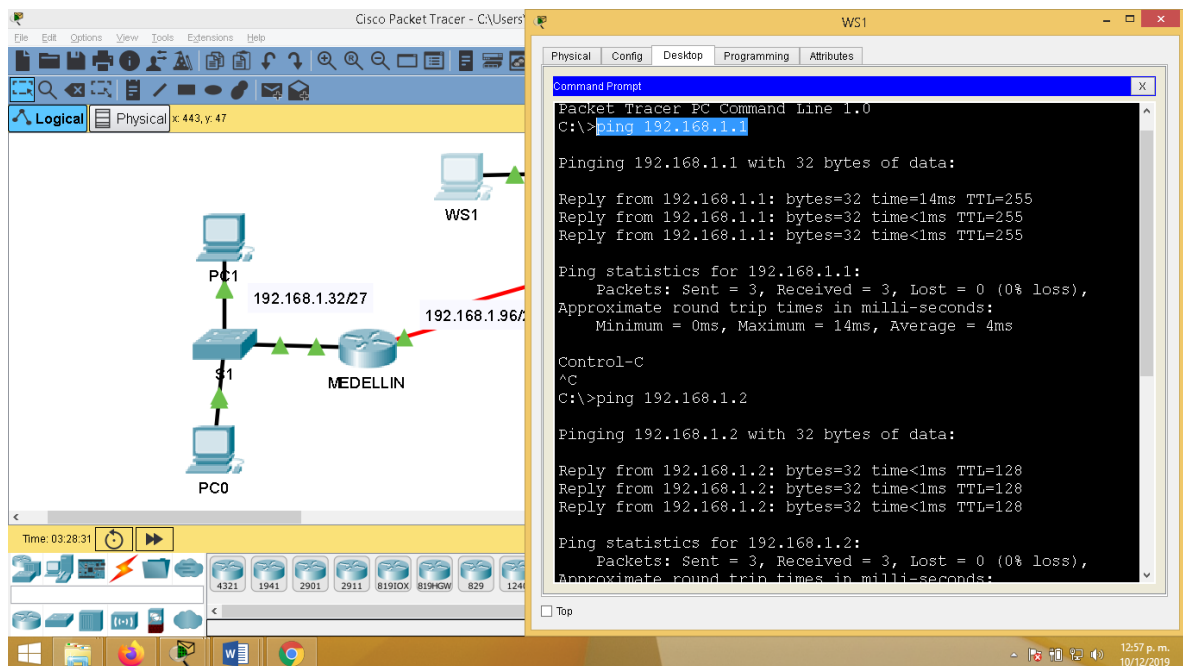 Cisco Packet Tracer - C:\Users\
File Edit Options View Tools Extensions Help
Logical Physical x: 443, y: 47
WS1
PC1
192.168.1.32/27
192.168.1.96/2
S1
MEDELLIN
PC0
Time: 03:28:31
4321 1941 2901 2911 819IOX 819HGW 829 1240
WS1
Physical Config Desktop Programming Attributes
Command Prompt X
Packet Tracer PC Command Line 1.0
C:\>ping 192.168.1.1
Pinging 192.168.1.1 with 32 bytes of data:
Reply from 192.168.1.1: bytes=32 time=14ms TTL=255
Reply from 192.168.1.1: bytes=32 time<1ms TTL=255
Reply from 192.168.1.1: bytes=32 time<1ms TTL=255
Ping statistics for 192.168.1.1:
Packets: Sent = 3, Received = 3, Lost = 0 (0% loss),
Approximate round trip times in milli-seconds:
Minimum = 0ms, Maximum = 14ms, Average = 4ms
Control-C
^C
C:\>ping 192.168.1.2
Pinging 192.168.1.2 with 32 bytes of data:
Reply from 192.168.1.2: bytes=32 time<1ms TTL=128
Reply from 192.168.1.2: bytes=32 time<1ms TTL=128
Reply from 192.168.1.2: bytes=32 time<1ms TTL=128
Ping statistics for 192.168.1.2:
Packets: Sent = 3, Received = 3, Lost = 0 (0% loss),
Approximate round trip times in milli-seconds:
Top
12:57 p. m.
10/12/2019